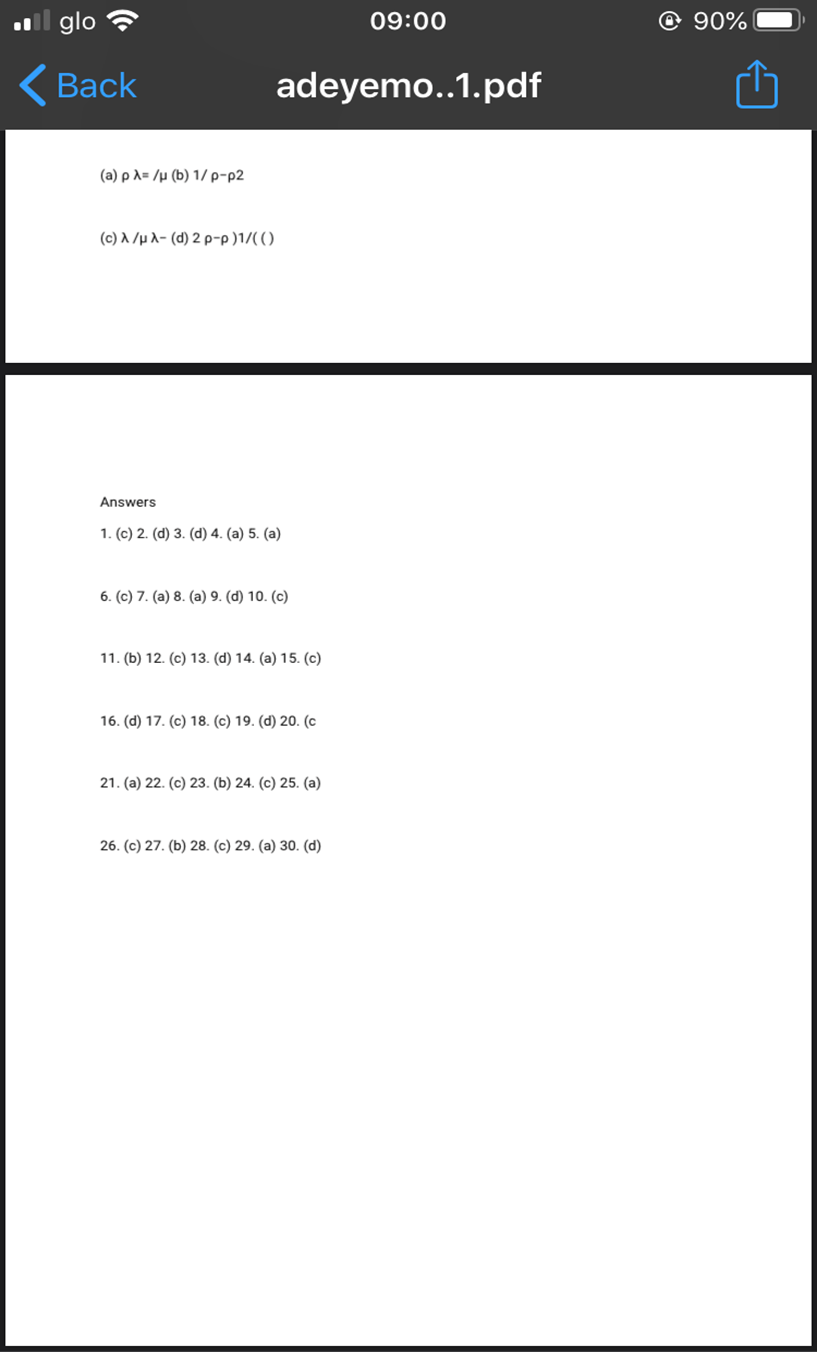 glo 09:00 90%
Back adeyemo..1.pdf
(a) ρ λ= /μ (b) 1/ ρ−ρ2
(c) λ /μ λ− (d) 2 ρ−ρ )1/( ( )
Answers
1. (c) 2. (d) 3. (d) 4. (a) 5. (a)
6. (c) 7. (a) 8. (a) 9. (d) 10. (c)
11. (b) 12. (c) 13. (d) 14. (a) 15. (c)
16. (d) 17. (c) 18. (c) 19. (d) 20. (c
21. (a) 22. (c) 23. (b) 24. (c) 25. (a)
26. (c) 27. (b) 28. (c) 29. (a) 30. (d)